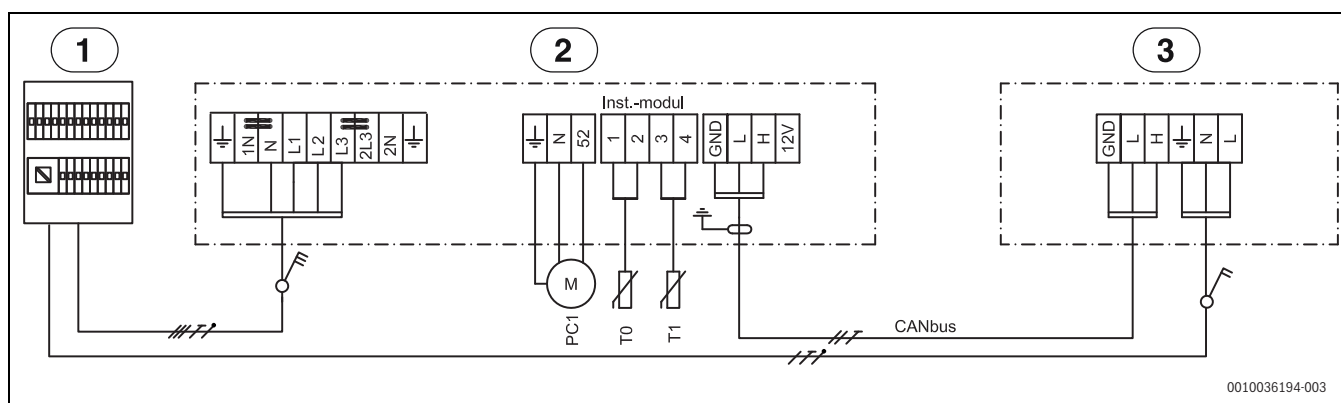 1
2
3
Inst.-modul
1N
N
L1
L2
L3
2L3
2N
N
52
1
2
3
4
GND
L
H
12V
GND
L
H
N
L
M
PC1
T0
T1
CANbus
0010036194-003